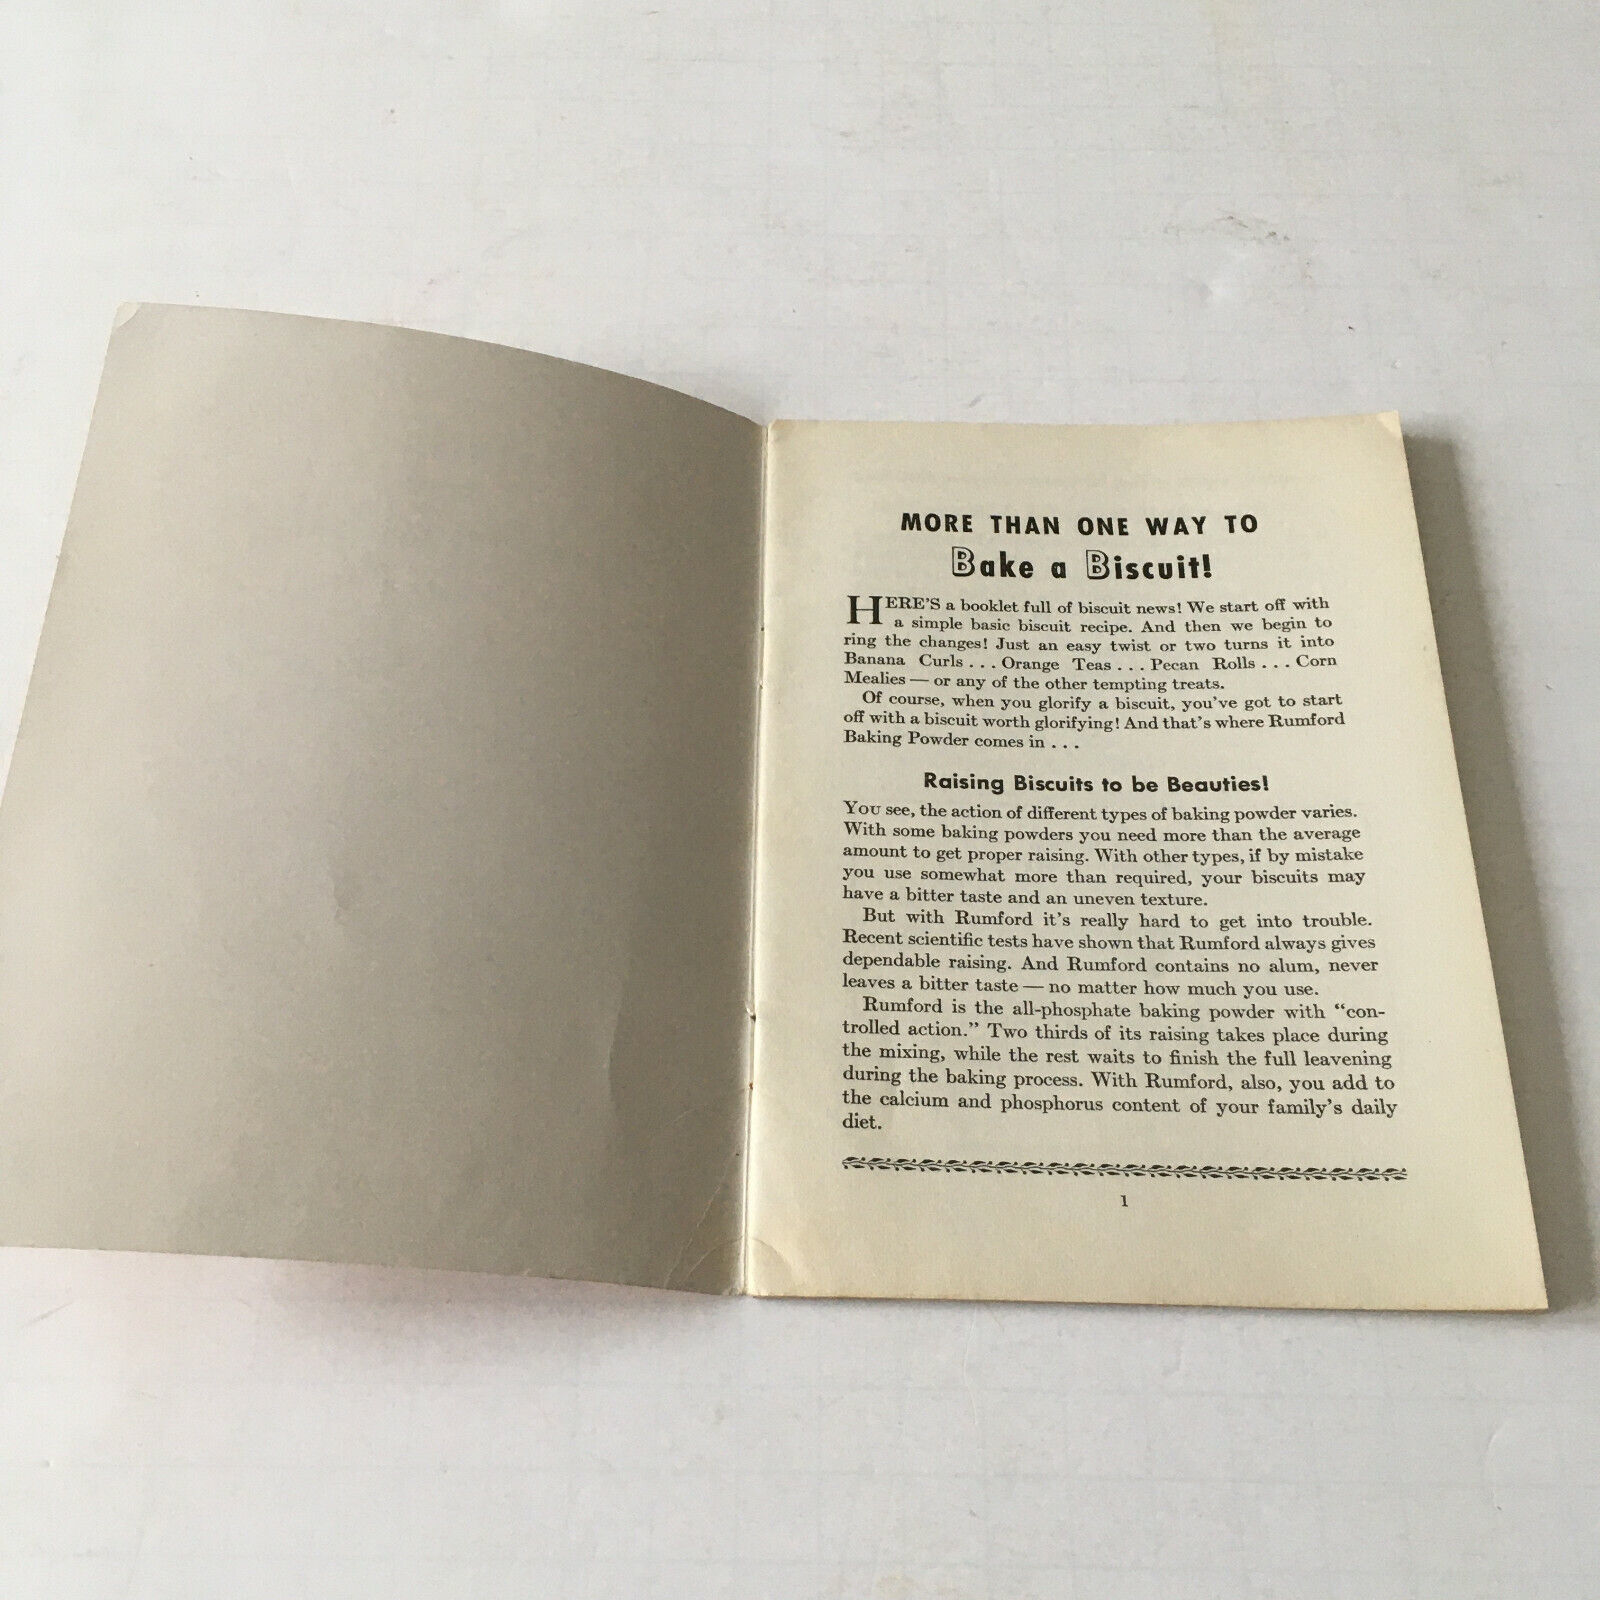 MORE THAN ONE WAY TO
Bake a Biscuit!
HERE'S a booklet full of biscuit news! We start off with
a simple basic biscuit recipe. And then we begin to
ring the changes! Just an easy twist or two turns it into
Banana Curls . . . Orange Teas . . . Pecan Rolls . . . Corn
Mealies — or any of the other tempting treats.
Of course, when you glorify a biscuit, you've got to start
off with a biscuit worth glorifying! And that's where Rumford
Baking Powder comes in . . .
Raising Biscuits to be Beauties!
YOU see, the action of different types of baking powder varies.
With some baking powders you need more than the average
amount to get proper raising. With other types, if by mistake
you use somewhat more than required, your biscuits may
have a bitter taste and an uneven texture.
But with Rumford it's really hard to get into trouble.
Recent scientific tests have shown that Rumford always gives
dependable raising. And Rumford contains no alum, never
leaves a bitter taste — no matter how much you use.
Rumford is the all-phosphate baking powder with "con-
trolled action." Two thirds of its raising takes place during
the mixing, while the rest waits to finish the full leavening
during the baking process. With Rumford, also, you add to
the calcium and phosphorus content of your family's daily
diet.
1